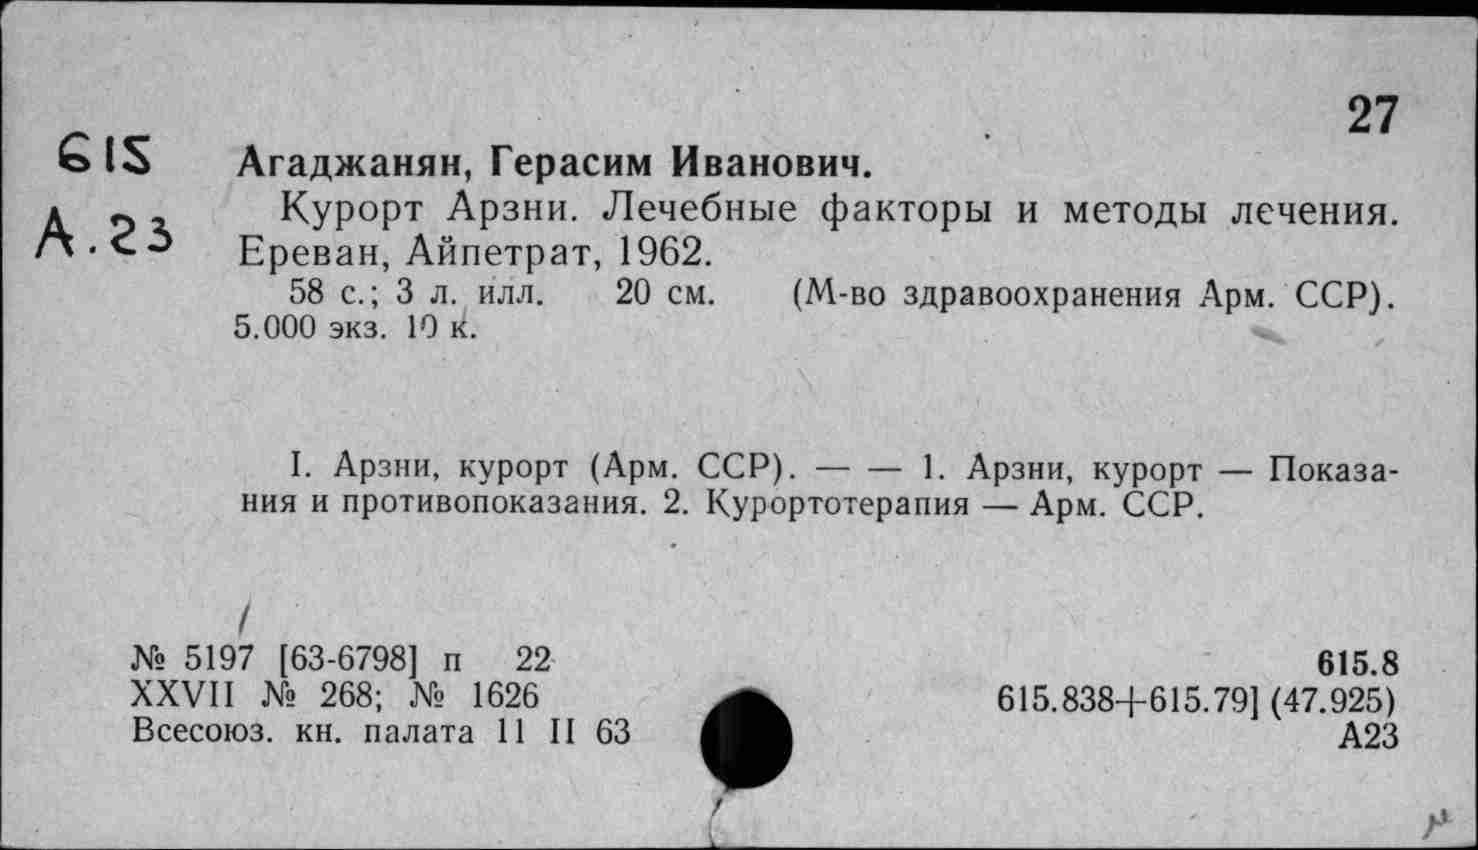 27
615
А.23
Агаджанян, Герасим Иванович.
Курорт Арзни. Лечебные факторы и методы лечения.
Ереван, Айпетрат, 1962.
58 с.; 3 л. илл. 20 см. (М-во здравоохранения Арм. ССР).
5.000 экз. 10 к.
I. Арзни, курорт (Арм. ССР). — — 1. Арзни, курорт — Показа-
ния и противопоказания. 2. Курортотерапия — Арм. ССР.
№ 5197 [63-6798] п 22
XXVII № 268; № 1626
Всесоюз. кн. палата 11 II 63
615.8
615.838+615.79] (47.925)
А23